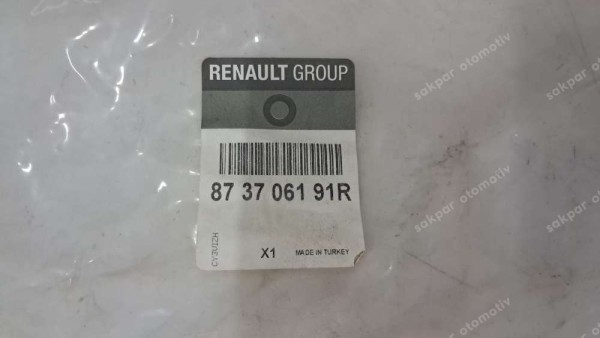 RENAULT GROUP
87 37 061 91R
X1
MADE IN TURKEY
sakpar otomotiv
sakpar otomotiv
sakpar otomotiv
sakpar otomotiv
sakpar otomotiv